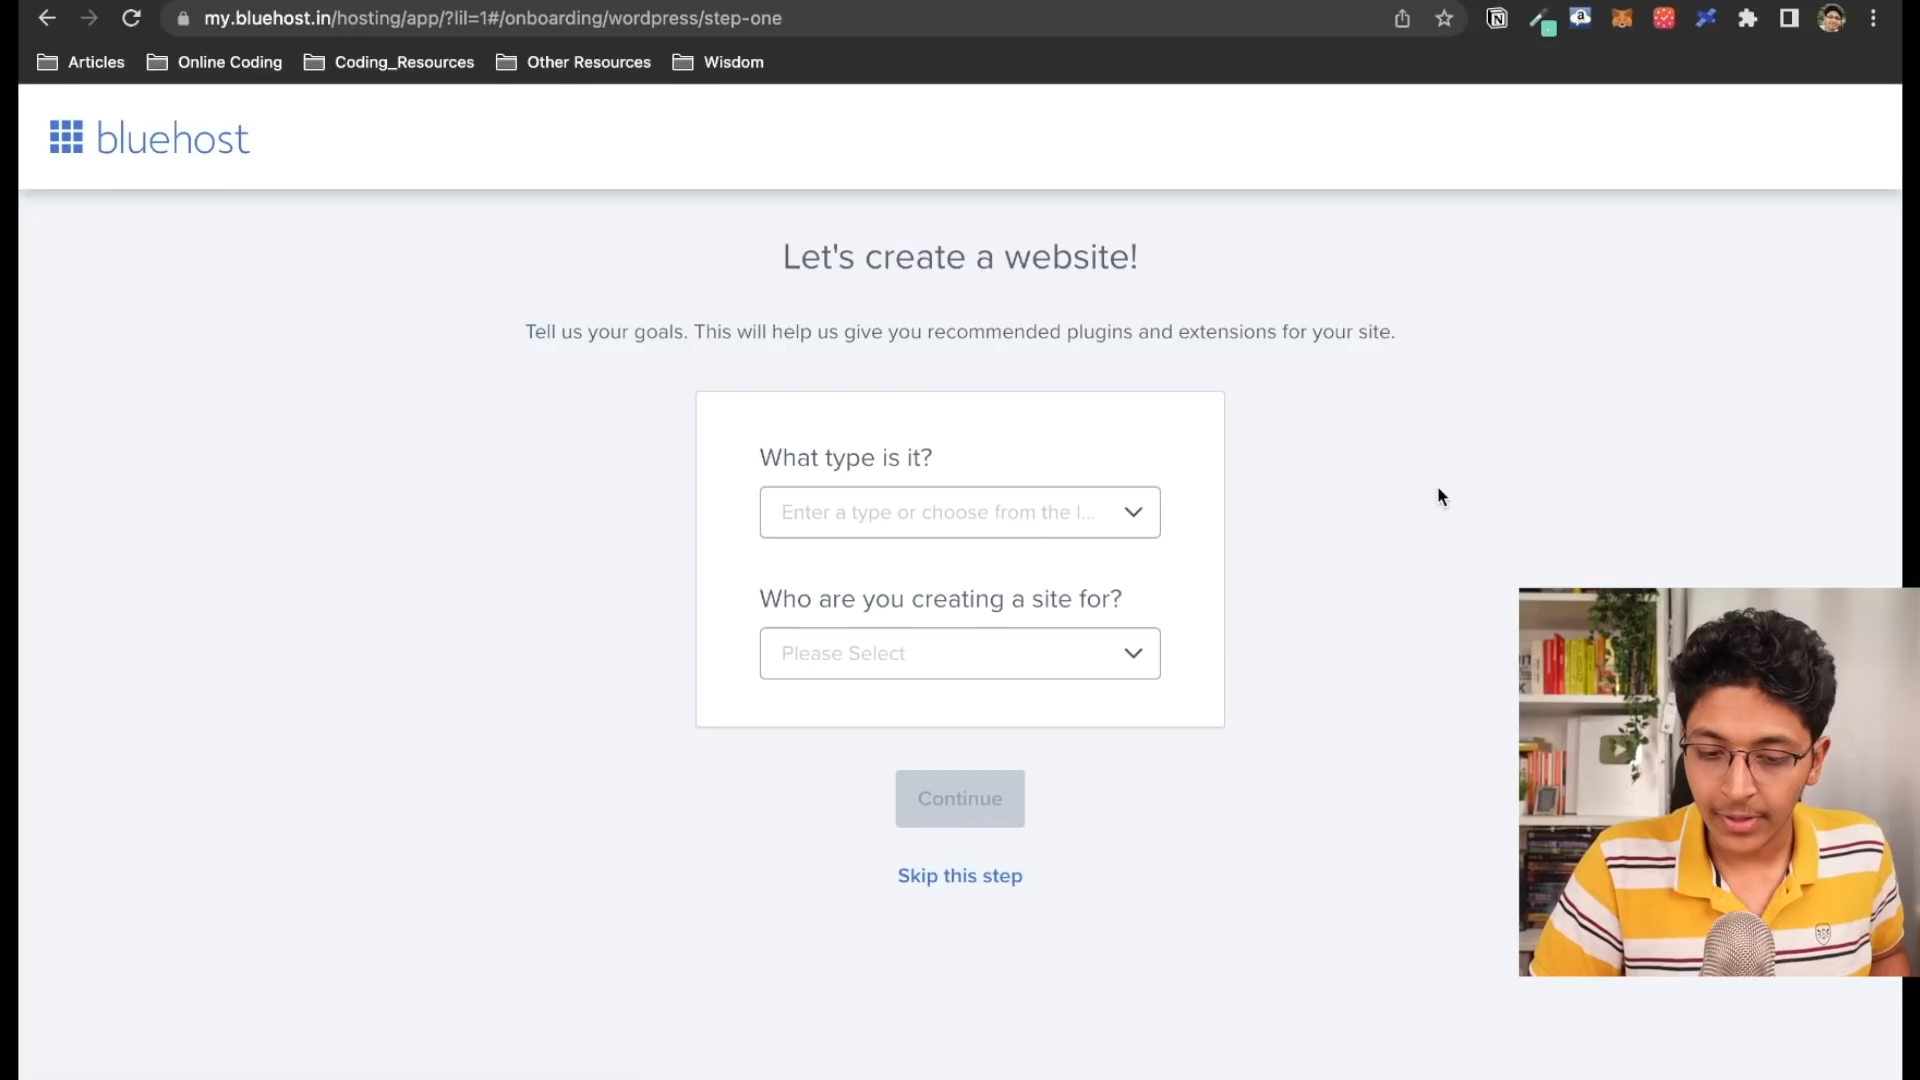 my.bluehost.in/hosting/app/?lil=1#/onboarding/wordpress/step-one
Articles Online Coding Coding_Resources Other Resources Wisdom
bluehost
Let's create a website!
Tell us your goals. This will help us give you recommended plugins and extensions for your site.
What type is it?
Enter a type or choose from the l...
Who are you creating a site for?
Please Select
Continue
Skip this step